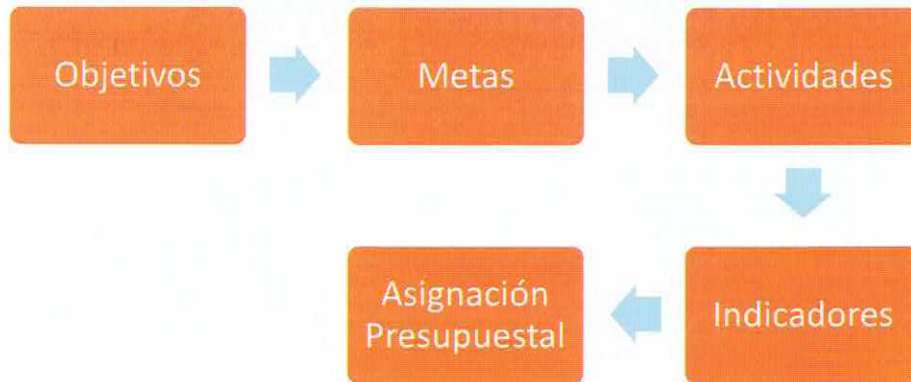 Objetivos
Metas
Actividades
Indicadores
Asignación
Presupuestal